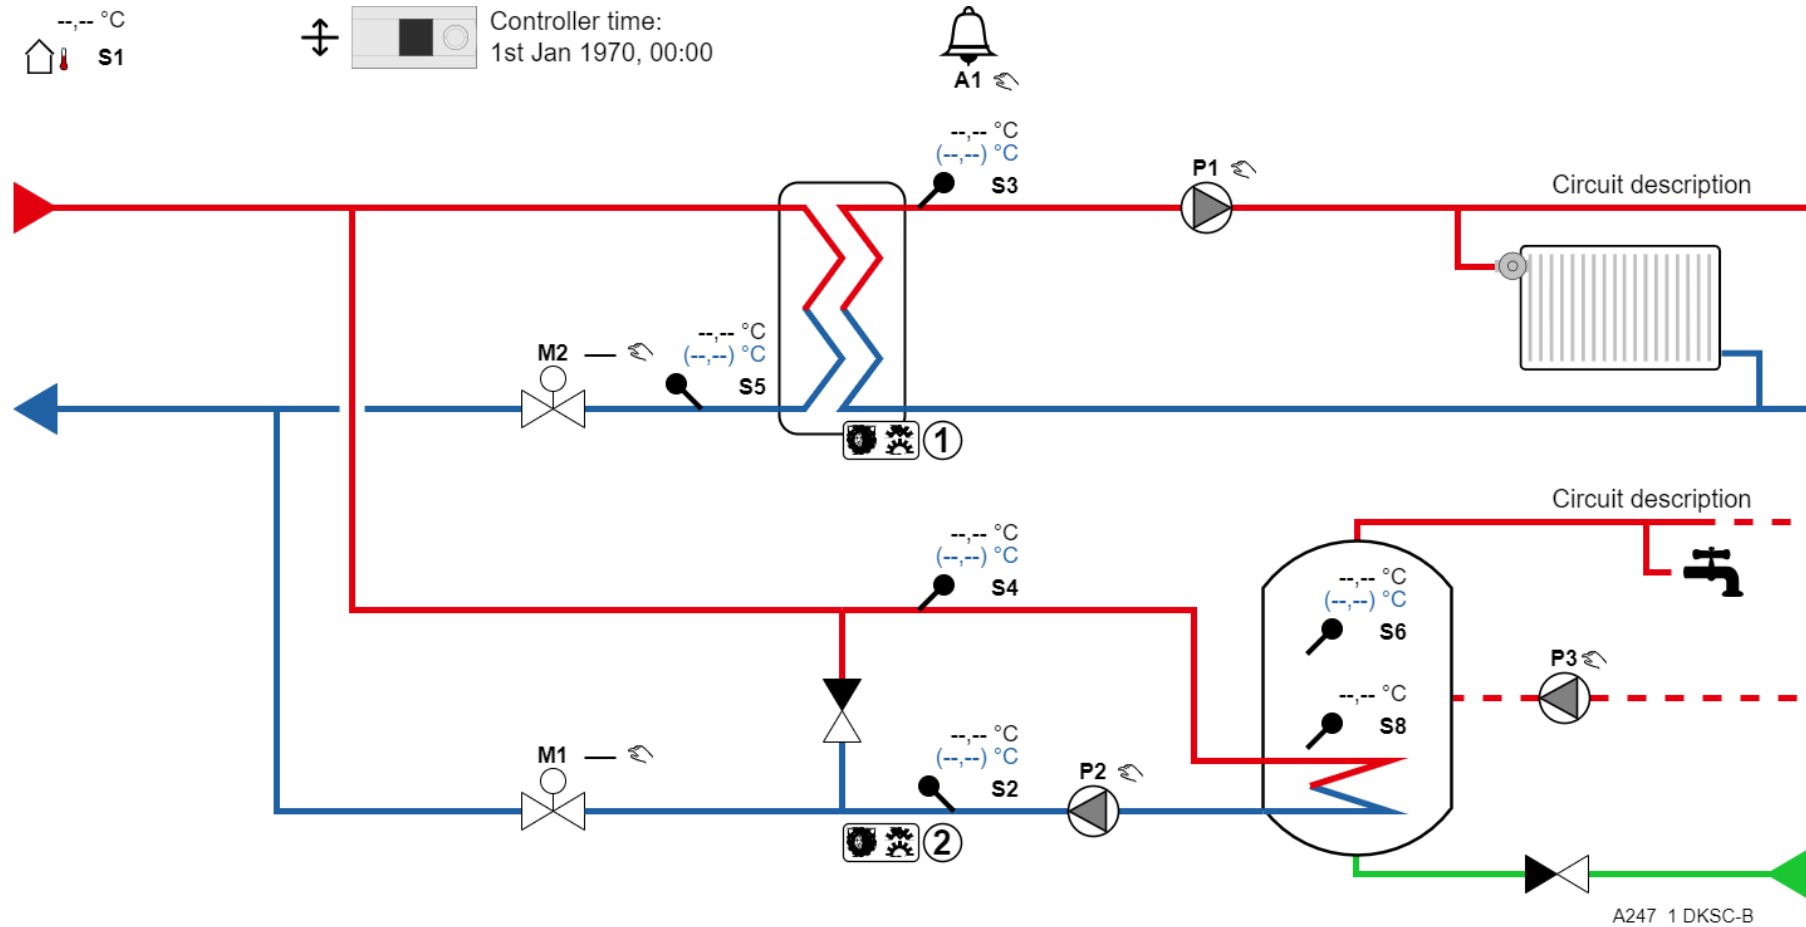 --,-- °C
S1
Controller time:
1st Jan 1970, 00:00
A1
--,-- °C
(--,--) °C
S3
P1
Circuit description
M2
--,-- °C
(--,--) °C
S5
1
Circuit description
--,-- °C
(--,--) °C
S4
--,-- °C
(--,--) °C
S6
P3
--,-- °C
S8
M1
--,-- °C
(--,--) °C
S2
P2
2
A247 1 DKSC-B